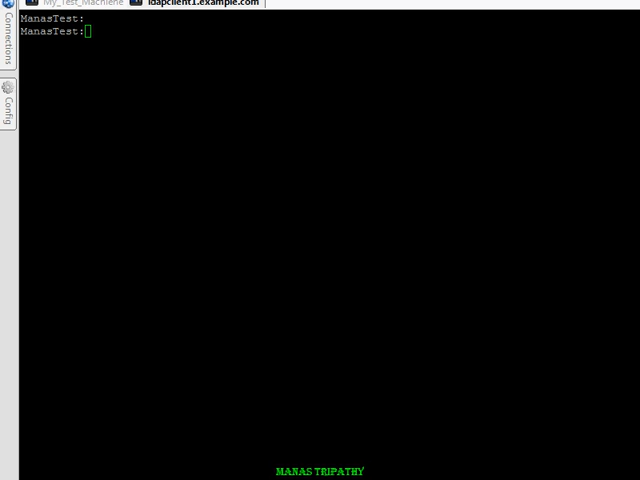 My_Test_Machiene ldapclient1.example.com
Connections
Config
ManasTest:
ManasTest:
MANAS TRIPATHY